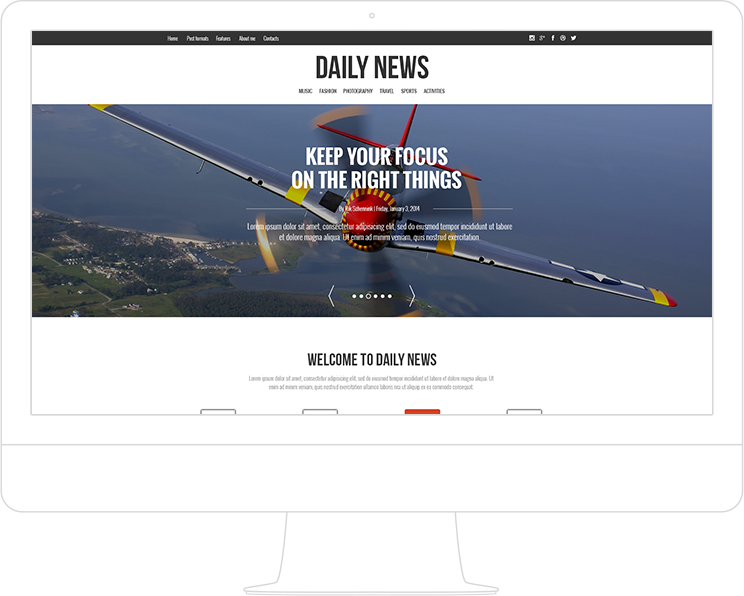 Home Post formats Features About me Contacts
DAILY NEWS
MUSIC FASHION PHOTOGRAPHY TRAVEL SPORTS ACTIVITIES
KEEP YOUR FOCUS
ON THE RIGHT THINGS
By Rik Schennink | Friday, January 3, 2014
Lorem ipsum dolor sit amet, consectetur adipisicing elit, sed do eiusmod tempor incididunt ut labore
et dolore magna aliqua. Ut enim ad minim veniam, quis nostrud exercitation.
WELCOME TO DAILY NEWS
Lorem ipsum dolor sit amet, consectetur adipisicing elit, sed do eiusmod tempor incididunt ut labore et dolore magna aliqua. Ut
enim ad minim veniam, quis nostrud exercitation ullamco laboris nisi ut aliquip ex ea commodo consequat.